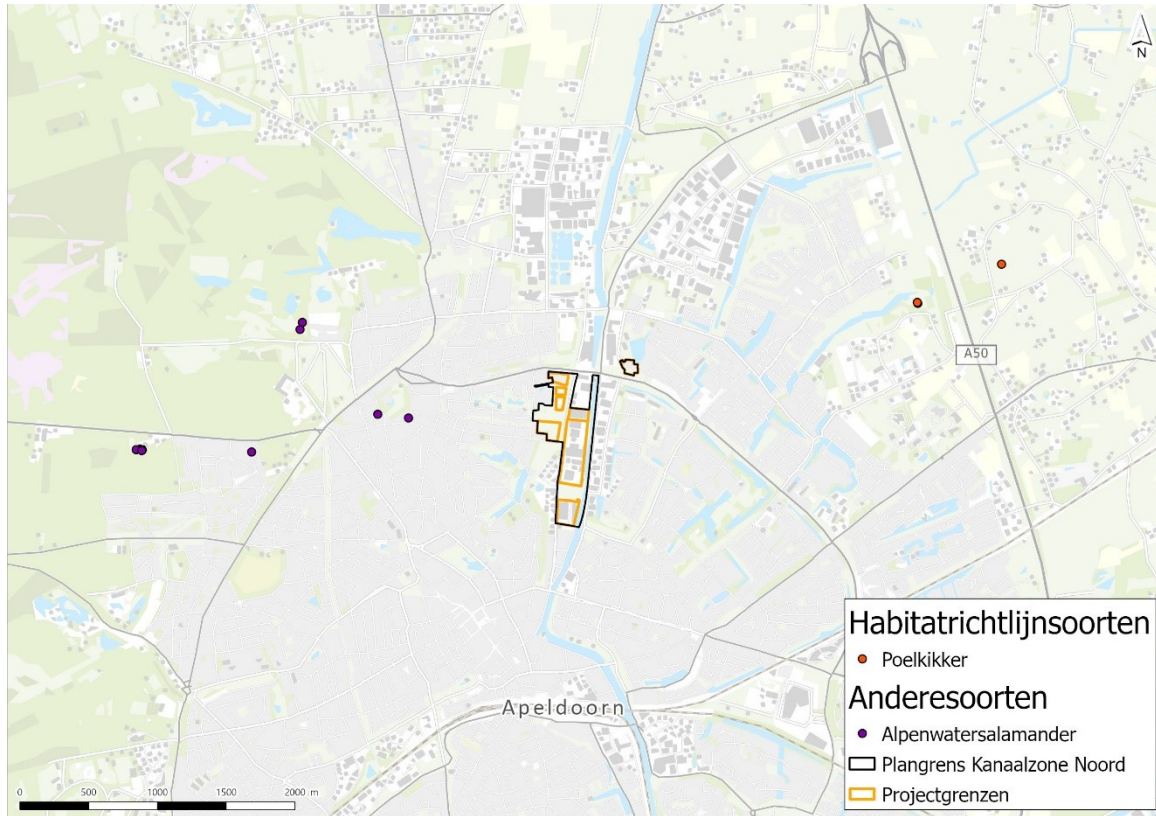 N
A50
Apeldoorn
Habitatrichtlijnsoorten
Poelkikker
Anderesoorten
Alpenwatersalamander
Plangrens Kanaalzone Noord
Projectgrenzen
0 500 1000 1500 2000 m